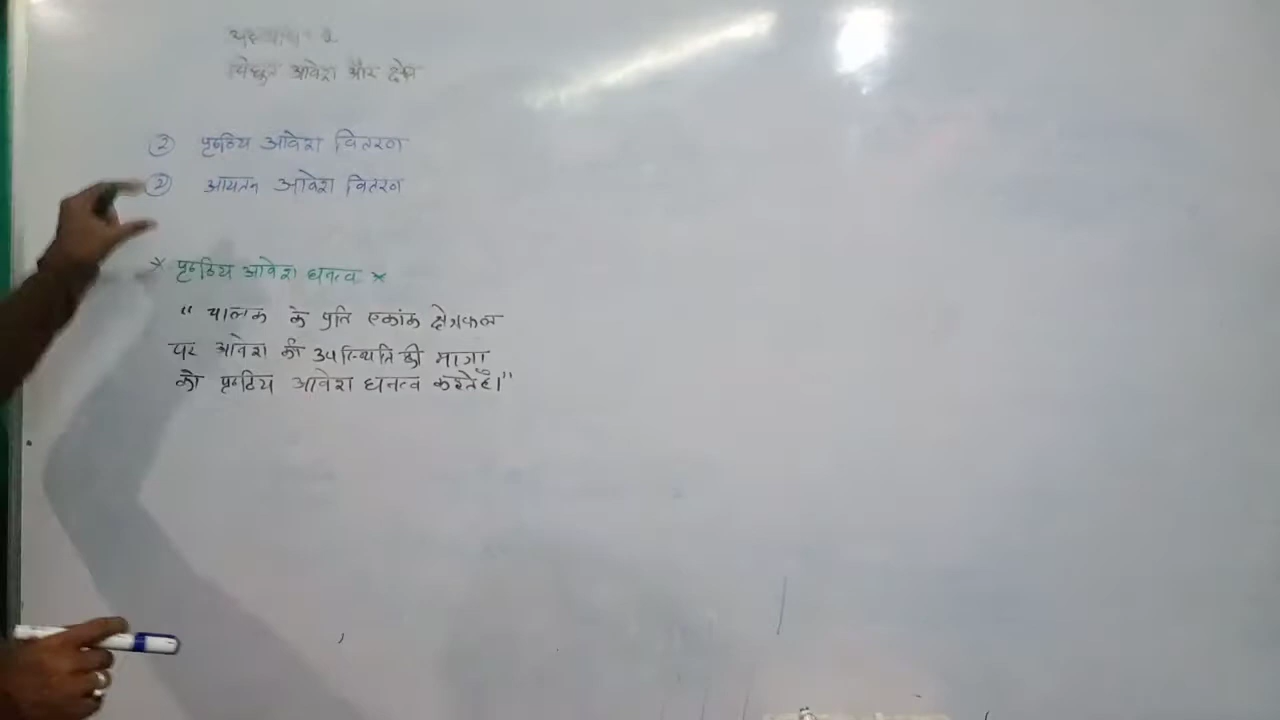 विद्युत आवेश और क्षेत्र
② पृष्ठिय आवेश वितरण
② आयतन आवेश वितरण
* पृष्ठिय आवेश घनत्व *
" चालक के प्रति एकांक क्षेत्रफल
पर आवेश की उपस्थिति की मात्रा
को पृष्ठिय आवेश घनत्व कहते है।"